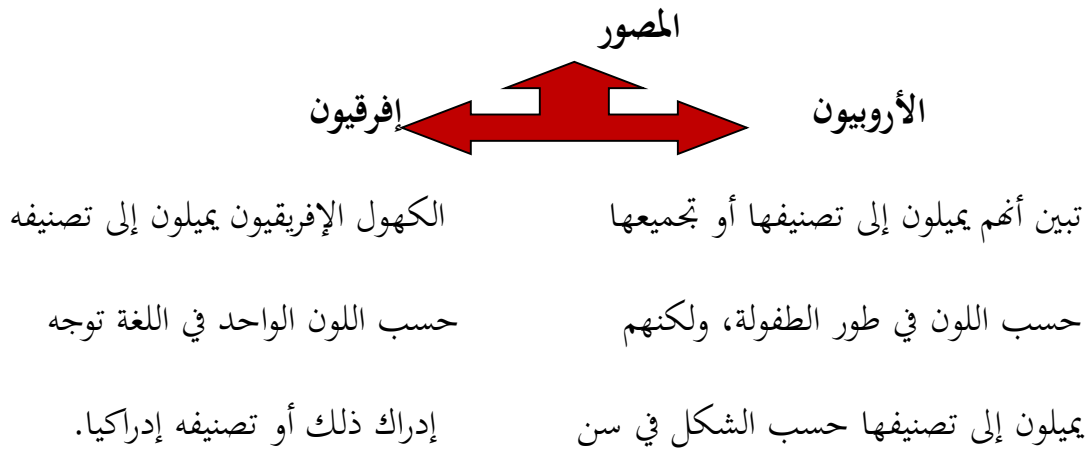 المصور
الأروبيون
إفرقيون
تبين أنهم يميلون إلى تصنيفها أو تجميعها
حسب اللون في طور الطفولة، ولكنهم
يميلون إلى تصنيفها حسب الشكل في سن
الكهول الإفريقيون يميلون إلى تصنيفه
حسب اللون الواحد في اللغة توجه
إدراك ذلك أو تصنيفه إدراكيا.